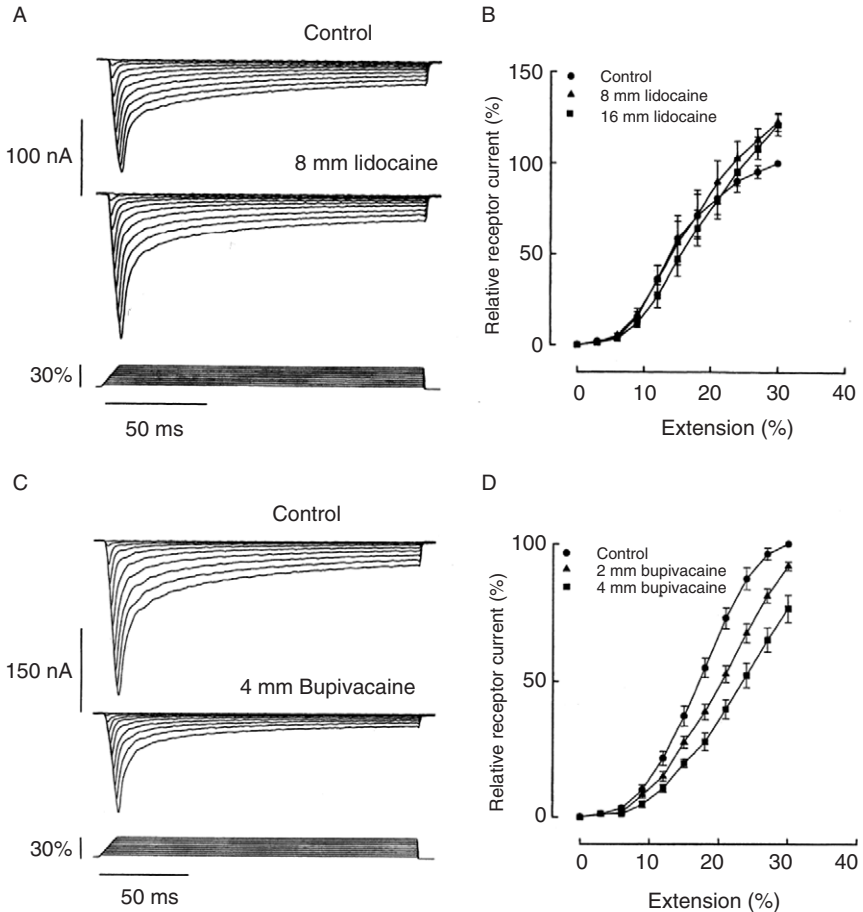 A
Control
100 nA
8 mm lidocaine
30%
50 ms
B
Relative receptor current (%)
150
100
50
0
Control
8 mm lidocaine
16 mm lidocaine
0 10 20 30 40
Extension (%)
C
Control
150 nA
4 mm Bupivacaine
30%
50 ms
D
Relative receptor current (%)
100
50
0
Control
2 mm bupivacaine
4 mm bupivacaine
0 10 20 30 40
Extension (%)